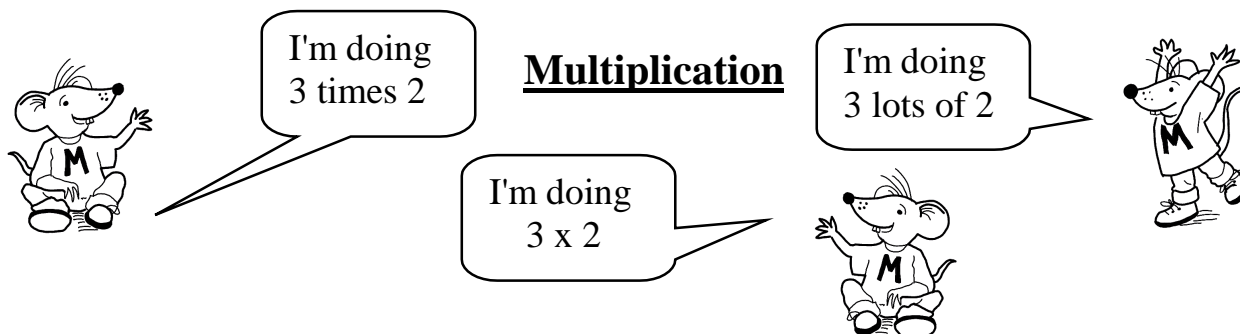 I'm doing
3 times 2
Multiplication
I'm doing
3 lots of 2
I'm doing
3 x 2
M
M
M